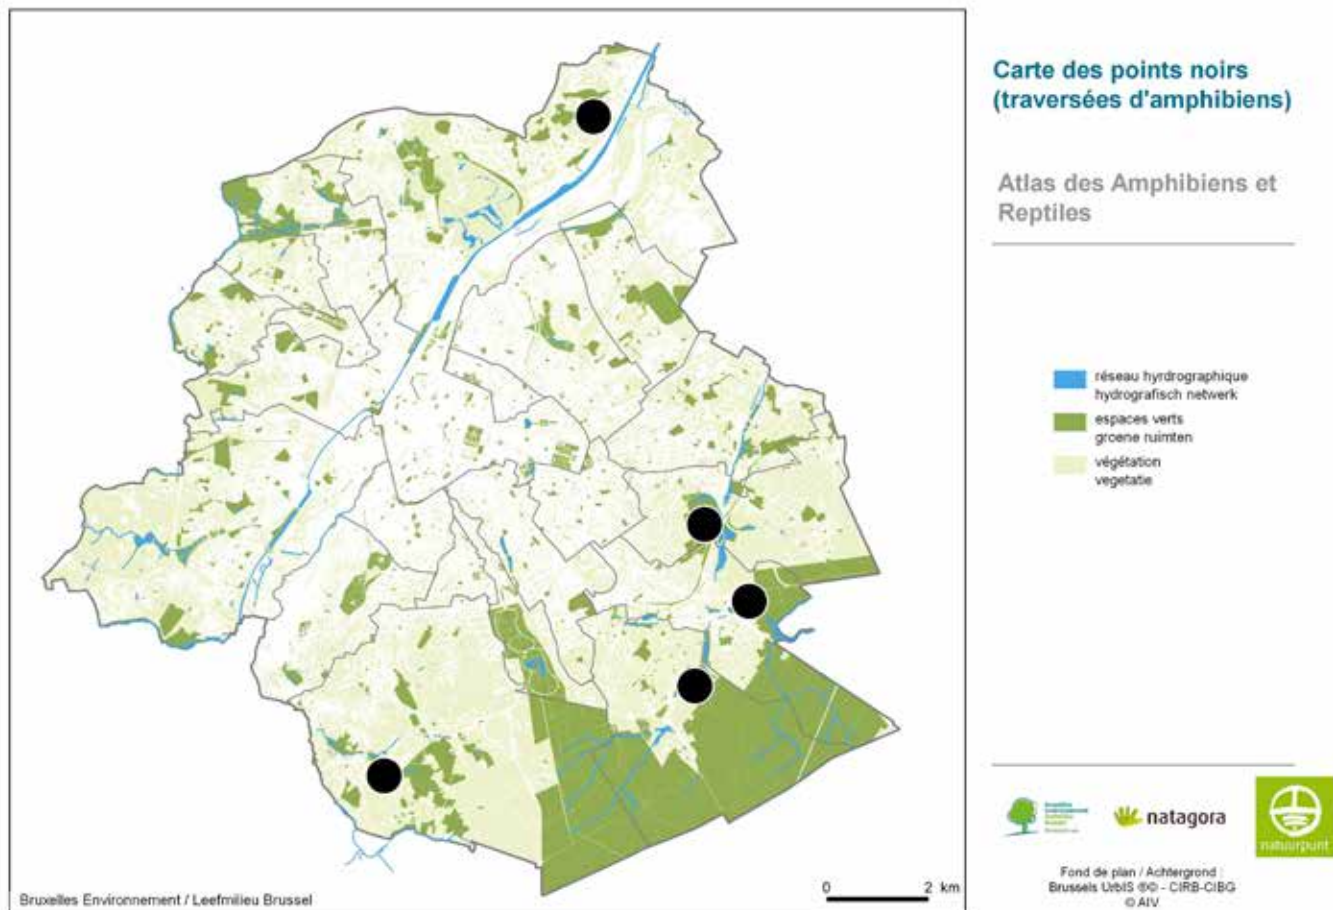 Carte des points noirs
(traversées d'amphibiens)
Atlas des Amphibiens et
Reptiles
réseau hyrdrographique
hydrografisch netwerk
espaces verts
groene ruimten
végétation
vegetatie
natagora
natuurpunt
Fond de plan / Achtergrond :
Brussels UrbIS ®© - CIRB-CIBG
© AIV
0 2 km
Bruxelles Environnement / Leefmilieu Brussel